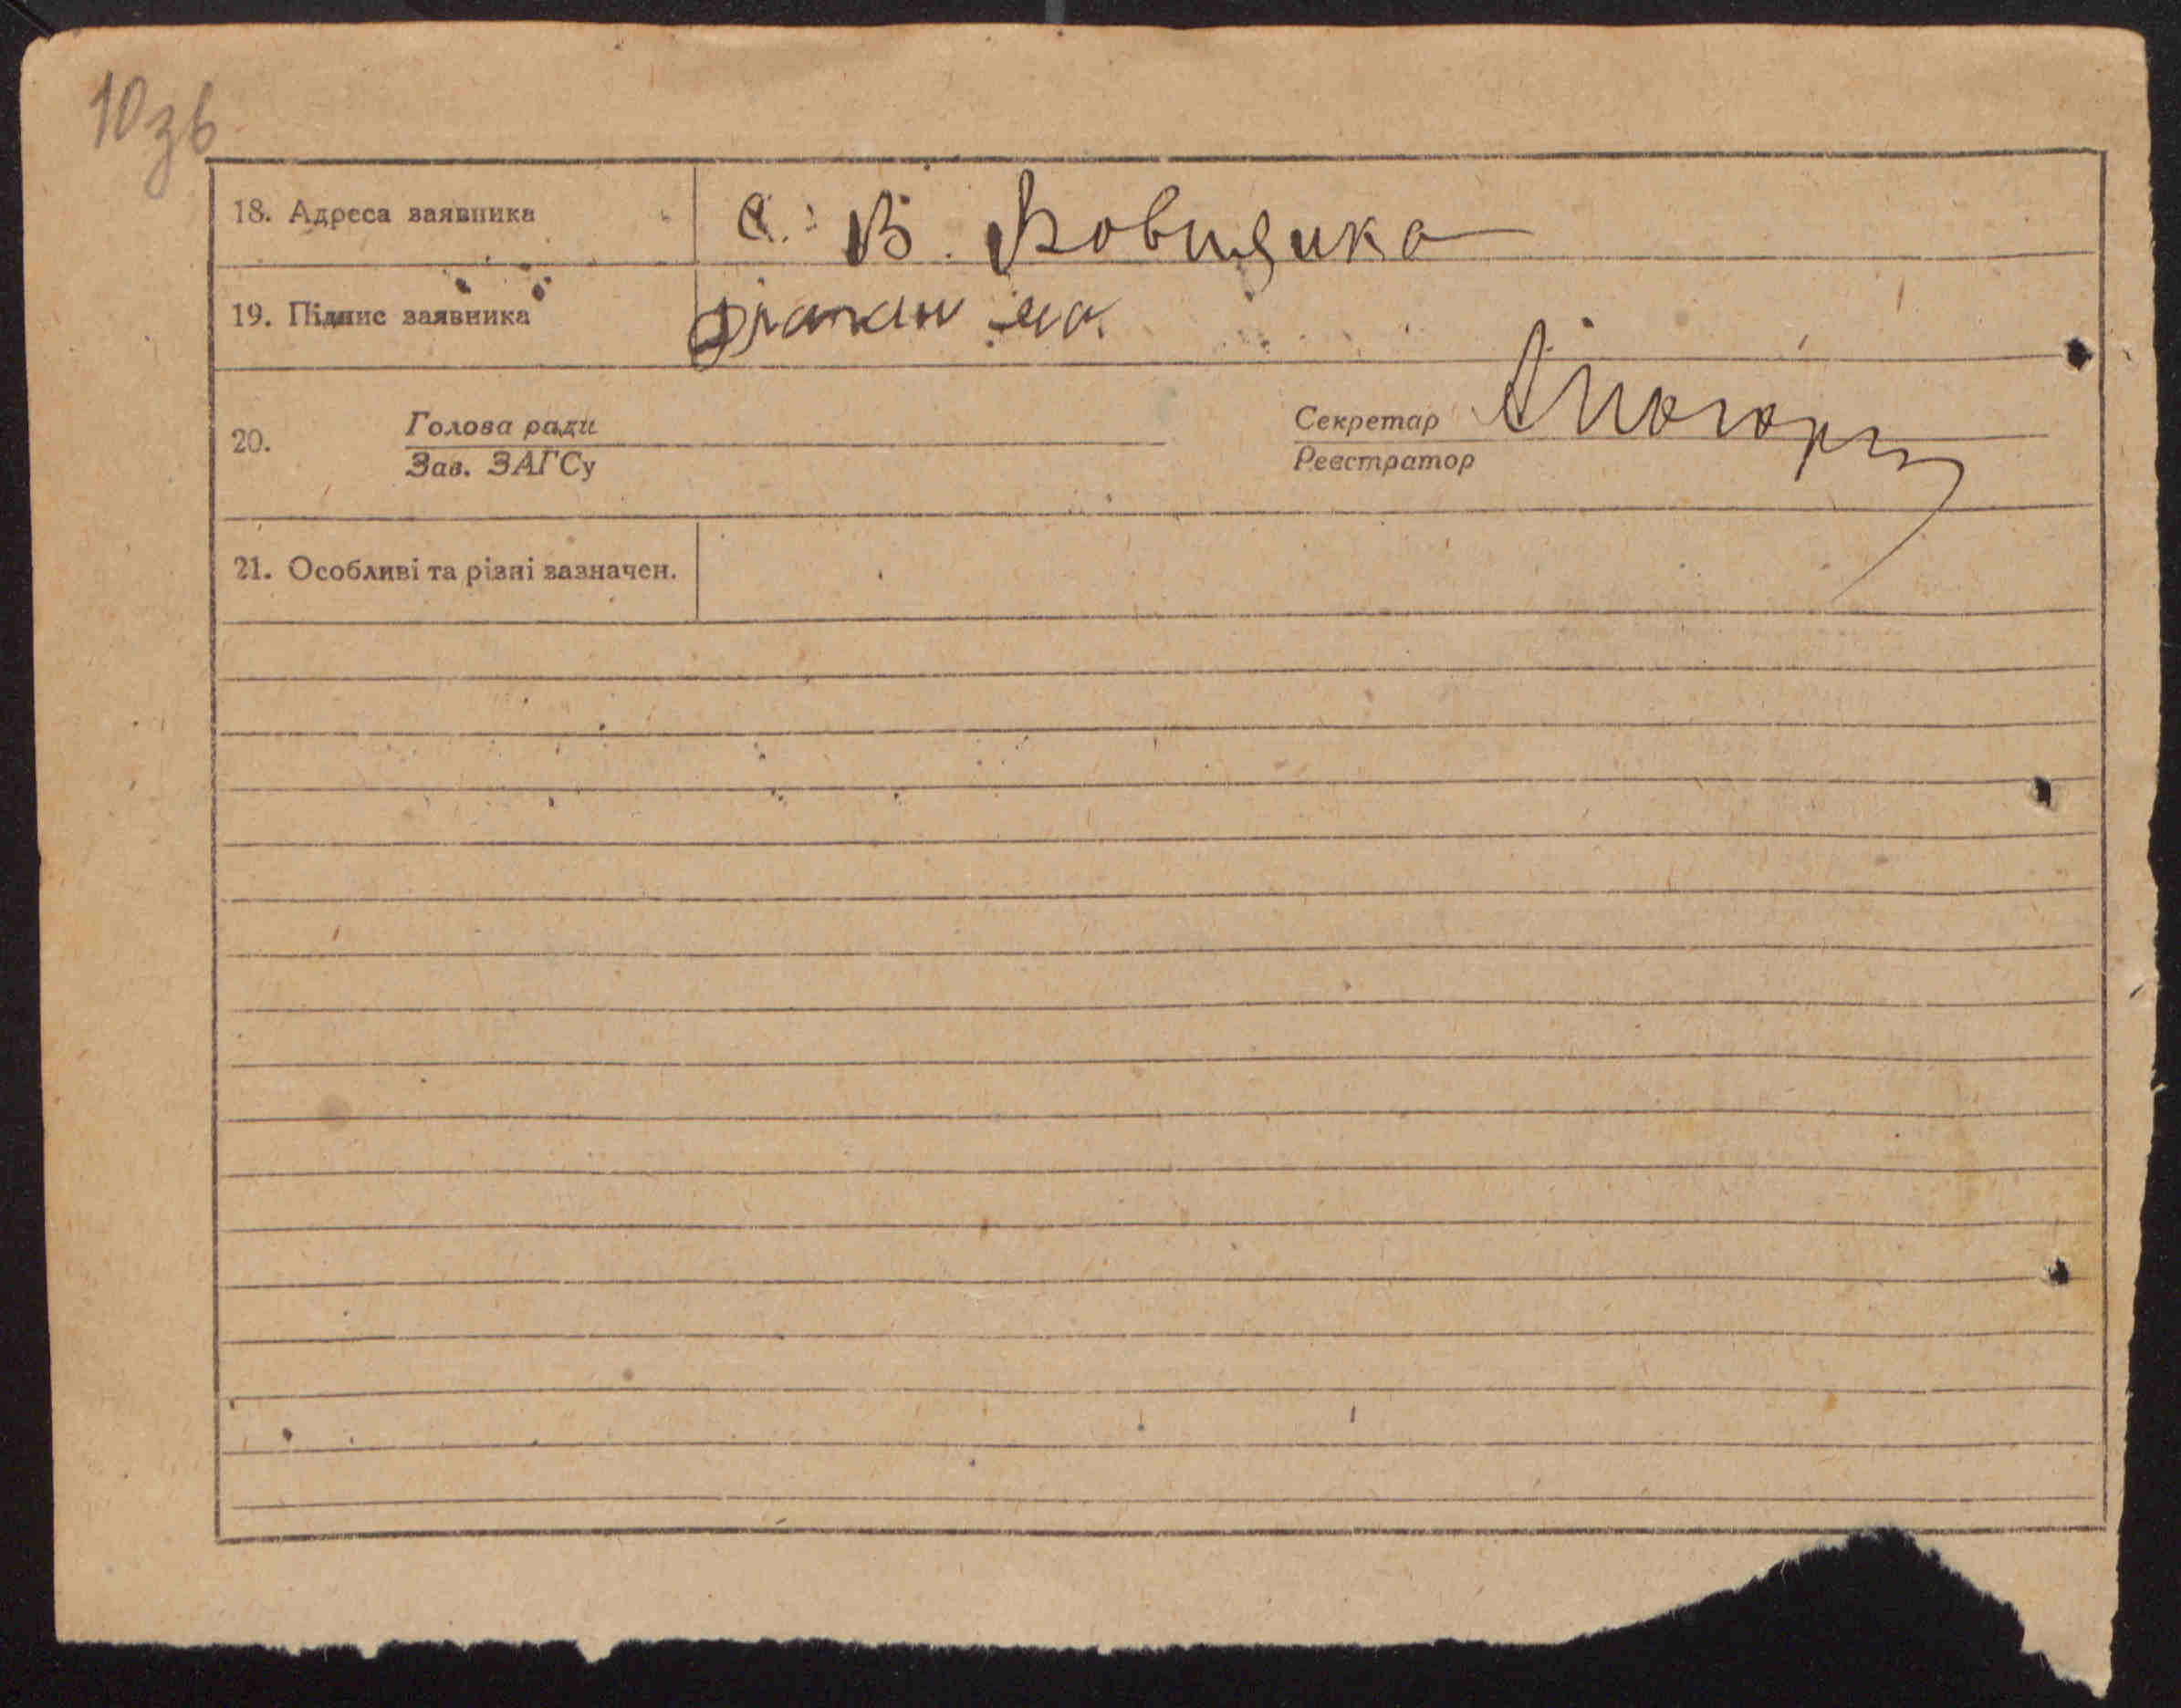 10зв
18. Адреса заявника с. В. Бовщика
19. Підпис заявника
20. Голова ради Секретар
Зав. ЗАГСу Реєстратор
21. Особливі та різні зазначен.